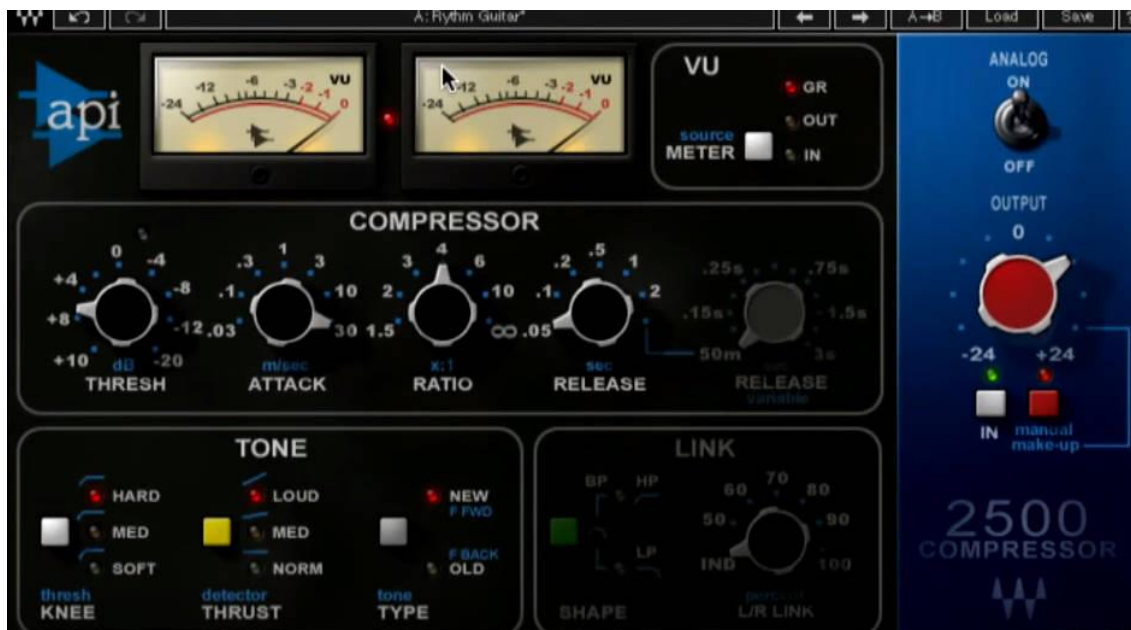 A: Rythm Guitar*
A→B
Load
Save
api
-24 -12 -6 -3 -2 -1 0
VU
-24 -12 -6 -3 -2 -1 0
VU
VU
GR
OUT
IN
source
METER
ANALOG
ON
OFF
OUTPUT
0
-24 +24
IN
manual
make-up
COMPRESSOR
+10 +8 +4 0 -4 -8 -12 -20
dB
THRESH
.03 .1 .3 1 3 10 30
m/sec
ATTACK
1.5 2 3 4 6 10 ∞
x:1
RATIO
.05 .1 .2 .5 1 2
sec
RELEASE
50m .15s .25s .75s 1.5s 3s
RELEASE
variable
TONE
HARD
MED
SOFT
thresh
KNEE
LOUD
MED
NORM
detector
THRUST
NEW
F FWD
F BACK
OLD
tone
TYPE
LINK
BP HP
LP
SHAPE
IND 50 60 70 80 90 100
percent
L/R LINK
2500
COMPRESSOR